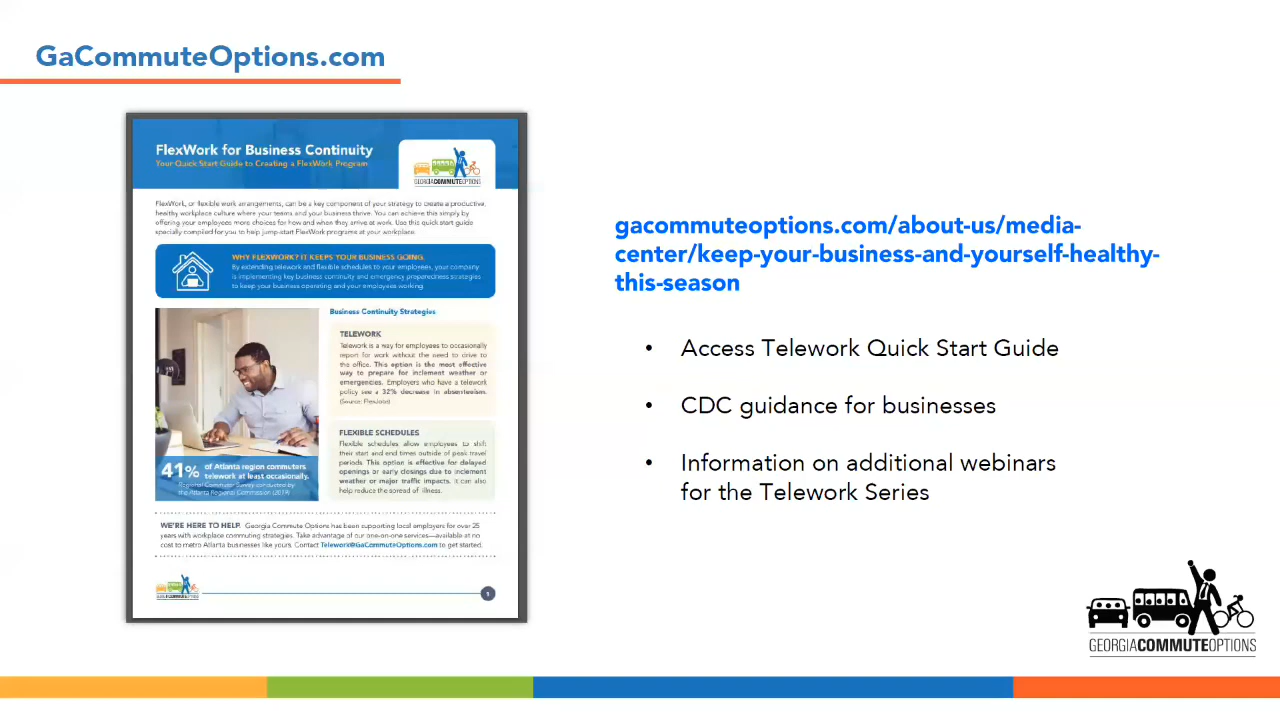 GaCommuteOptions.com
FlexWork for Business Continuity
Your Quick Start Guide to Creating a FlexWork Program
GEORGIACOMMUTEOPTIONS
FlexWork, or flexible work arrangements, can be a key component of your strategy to create a productive,
healthy workplace culture where your teams and your business thrive. You can achieve this simply by
offering your employees more choices for how and when they arrive at work. Use this quick start guide
specially compiled for you to help jump-start FlexWork programs at your workplace.
WHY FLEXWORK? IT KEEPS YOUR BUSINESS GOING.
By extending telework and flexible schedules to your employees, your company
is implementing key business continuity and emergency preparedness strategies
to keep your business operating and your employees working.
Business Continuity Strategies
TELEWORK
Telework is a way for employees to occasionally
report for work without the need to drive to
the office. This option is the most effective
way to prepare for inclement weather or
emergencies. Employers who have a telework
policy see a 32% decrease in absenteeism.
(Source: FlexJobs)
FLEXIBLE SCHEDULES
Flexible schedules allow employees to shift
their start and end times outside of peak travel
periods. This option is effective for delayed
openings or early closings due to inclement
weather or major traffic impacts. It can also
help reduce the spread of illness.
41% of Atlanta region commuters
telework at least occasionally.
Regional Commuter Survey conducted by
the Atlanta Regional Commission (2019)
WE'RE HERE TO HELP. Georgia Commute Options has been supporting local employers for over 25
years with workplace commuting strategies. Take advantage of our one-on-one services—available at no
cost to metro Atlanta businesses like yours. Contact Telework@GaCommuteOptions.com to get started.
GEORGIACOMMUTEOPTIONS
gacommuteoptions.com/about-us/media-
center/keep-your-business-and-yourself-healthy-
this-season
• Access Telework Quick Start Guide
• CDC guidance for businesses
• Information on additional webinars
for the Telework Series
GEORGIACOMMUTEOPTIONS